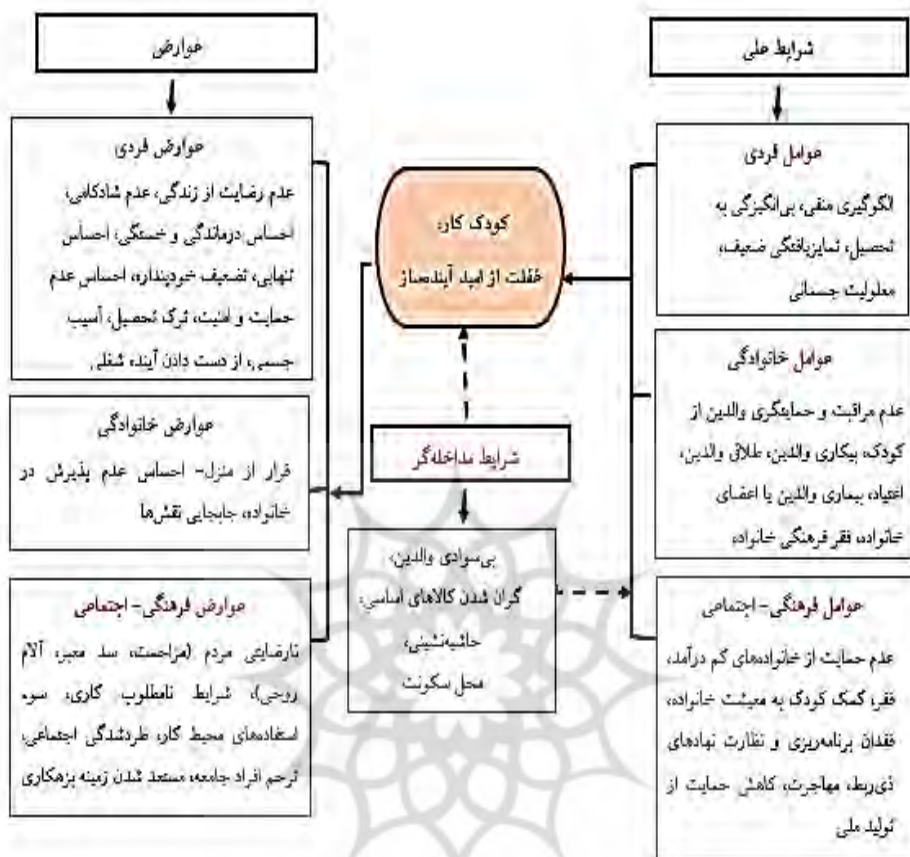 شرایط علی
عوامل فردی
الگوگیری منفی، بی‌انگیزگی به
تحصیل، تمایزیافتگی ضعیف،
معلولیت جسمانی
عوامل خانوادگی
عدم مراقبت و حمایتگری والدین از
کودک، بیکاری والدین، طلاق والدین،
اعتیاد، بیماری والدین یا اعضای
خانواده، فقر فرهنگی خانواده،
عوامل فرهنگی- اجتماعی
عدم حمایت از خانواده‌های کم درآمد،
فقر، کمک کودک به معیشت خانواده،
فقدان برنامه‌ریزی و نظارت نهادهای
ذی‌ربط، مهاجرت، کاهش حمایت از
تولید ملی
کودک کار،
غفلت از امید آینده‌ساز
شرایط مداخله‌گر
بی‌سوادی والدین،
گران شدن کالاهای اساسی،
حاشیه‌نشینی،
محل سکونت
عوارض
عوارض فردی
عدم رضایت از زندگی، عدم شادکامی،
احساس درماندگی و خستگی، احساس
تنهایی، تضعیف خودپنداره، احساس عدم
حمایت و امنیت، ترک تحصیل، آسیب
جسمی، از دست دادن آینده شغلی
عوارض خانوادگی
فرار از منزل- احساس عدم پذیرش در
خانواده، جابجایی نقش‌ها
عوارض فرهنگی- اجتماعی
نارضایتی مردم (مزاحمت، سد معبر، آلام
روحی)، شرایط نامطلوب کاری، سوء
استفاده‌های محیط کار، طردشدگی اجتماعی،
ترحم افراد جامعه، مستعد شدن زمینه بزهکاری